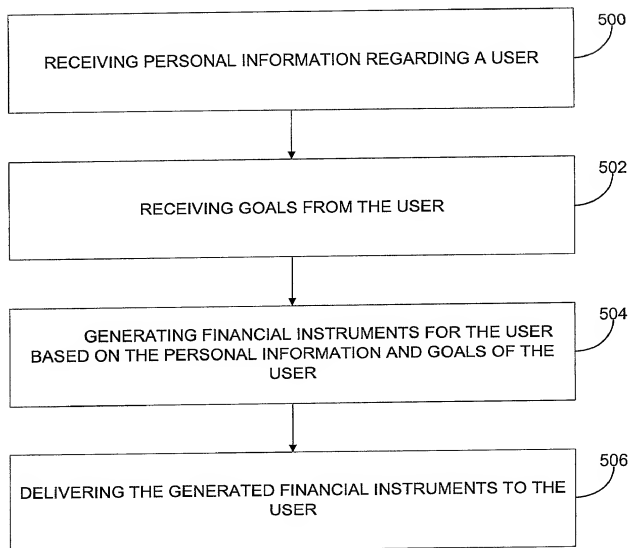 500
RECEIVING PERSONAL INFORMATION REGARDING A USER
502
RECEIVING GOALS FROM THE USER
504
GENERATING FINANCIAL INSTRUMENTS FOR THE USER
BASED ON THE PERSONAL INFORMATION AND GOALS OF THE
USER
506
DELIVERING THE GENERATED FINANCIAL INSTRUMENTS TO THE
USER